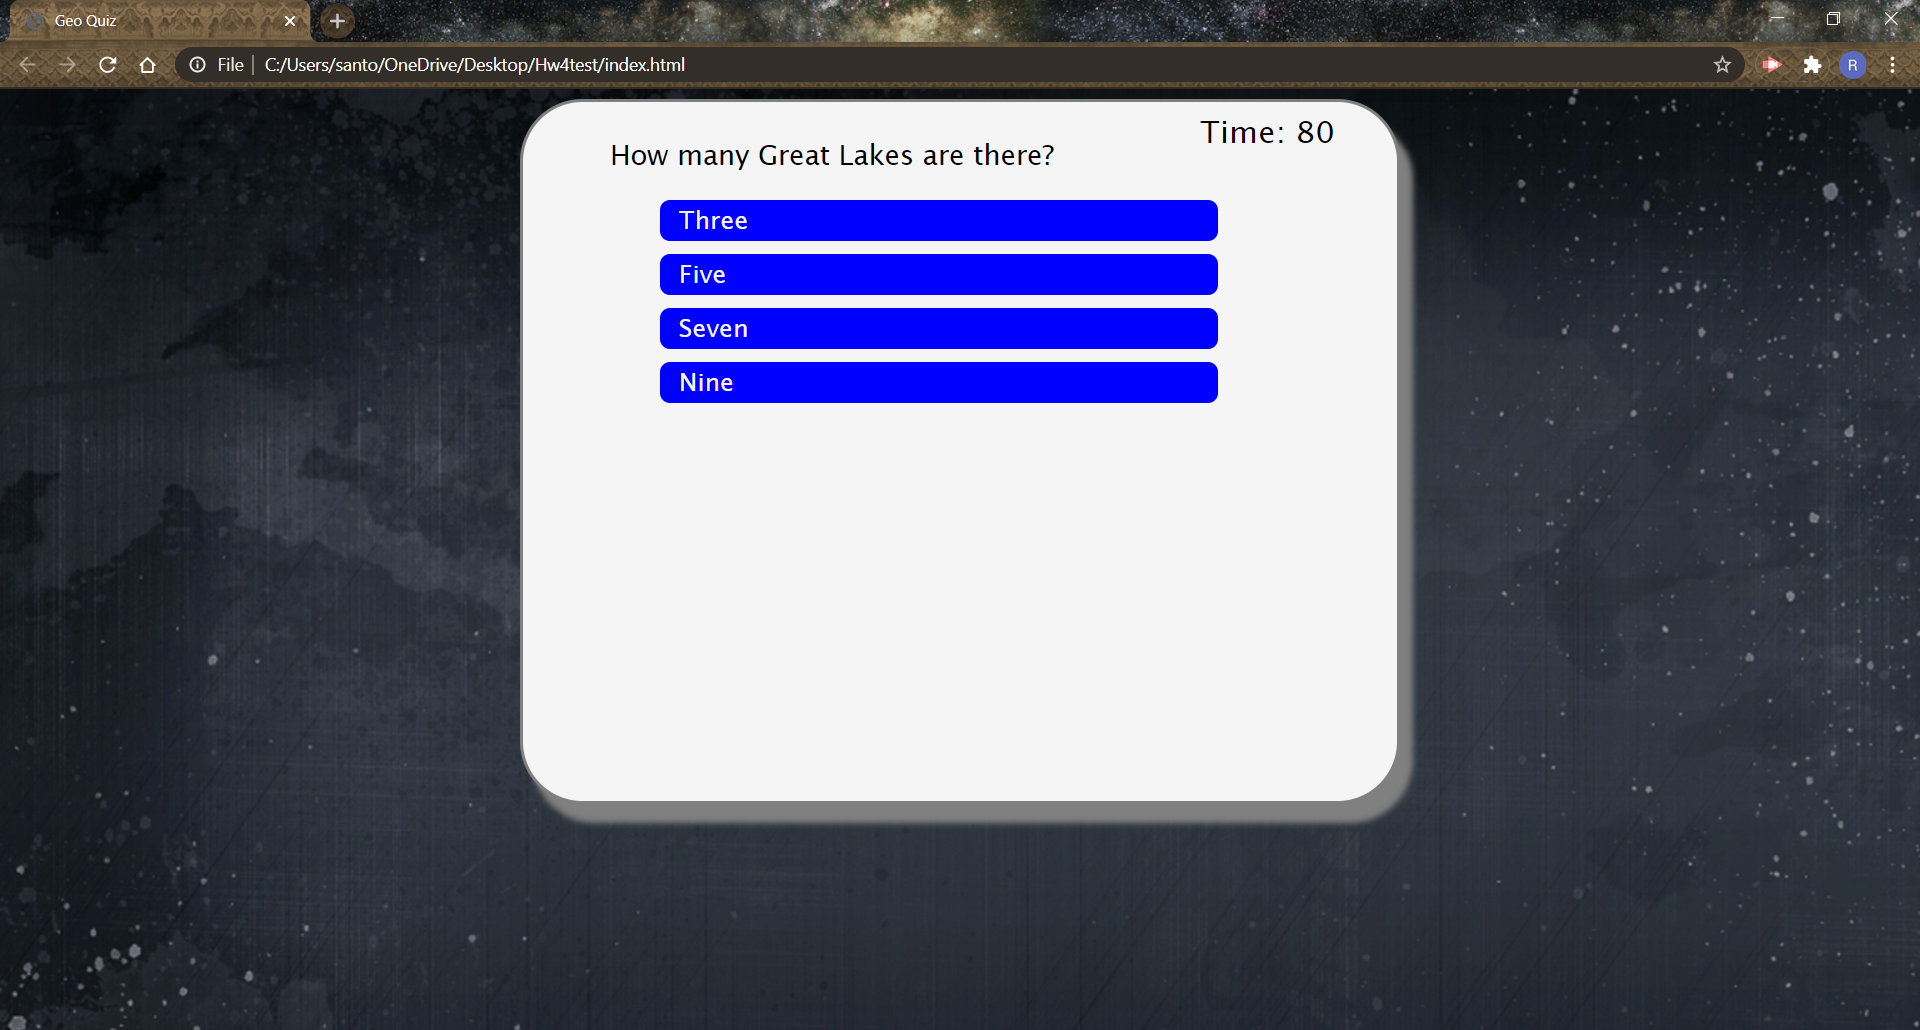 Geo Quiz
File | C:/Users/santo/OneDrive/Desktop/Hw4test/index.html
R
Time: 80
How many Great Lakes are there?
Three
Five
Seven
Nine